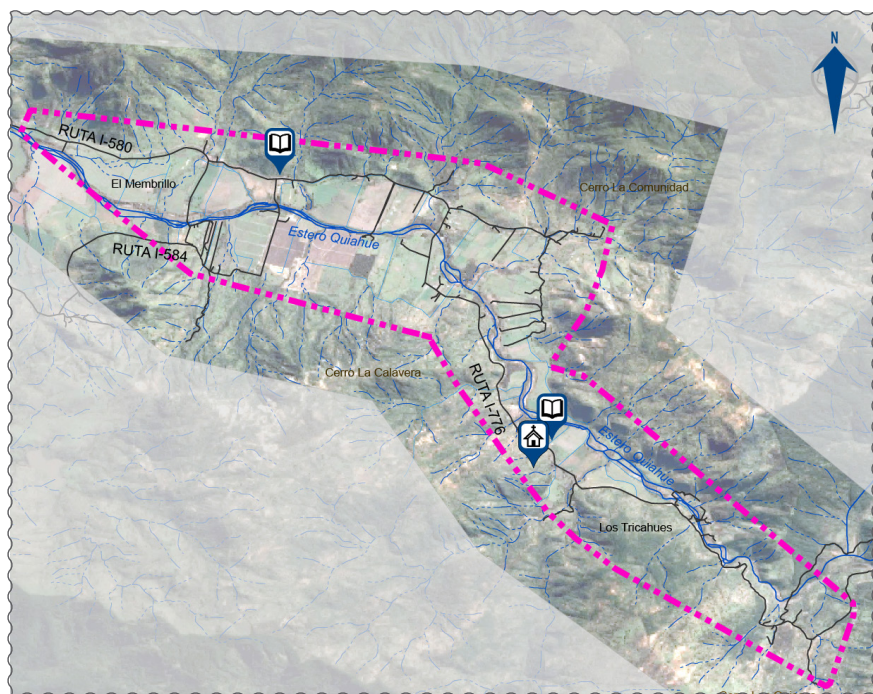 N
RUTA I-580
El Membrillo
Cerro La Comunidad
Estero Quiahue
RUTA I-584
Cerro La Calavera
RUTA I-776
Estero Quiahue
Los Tricahues